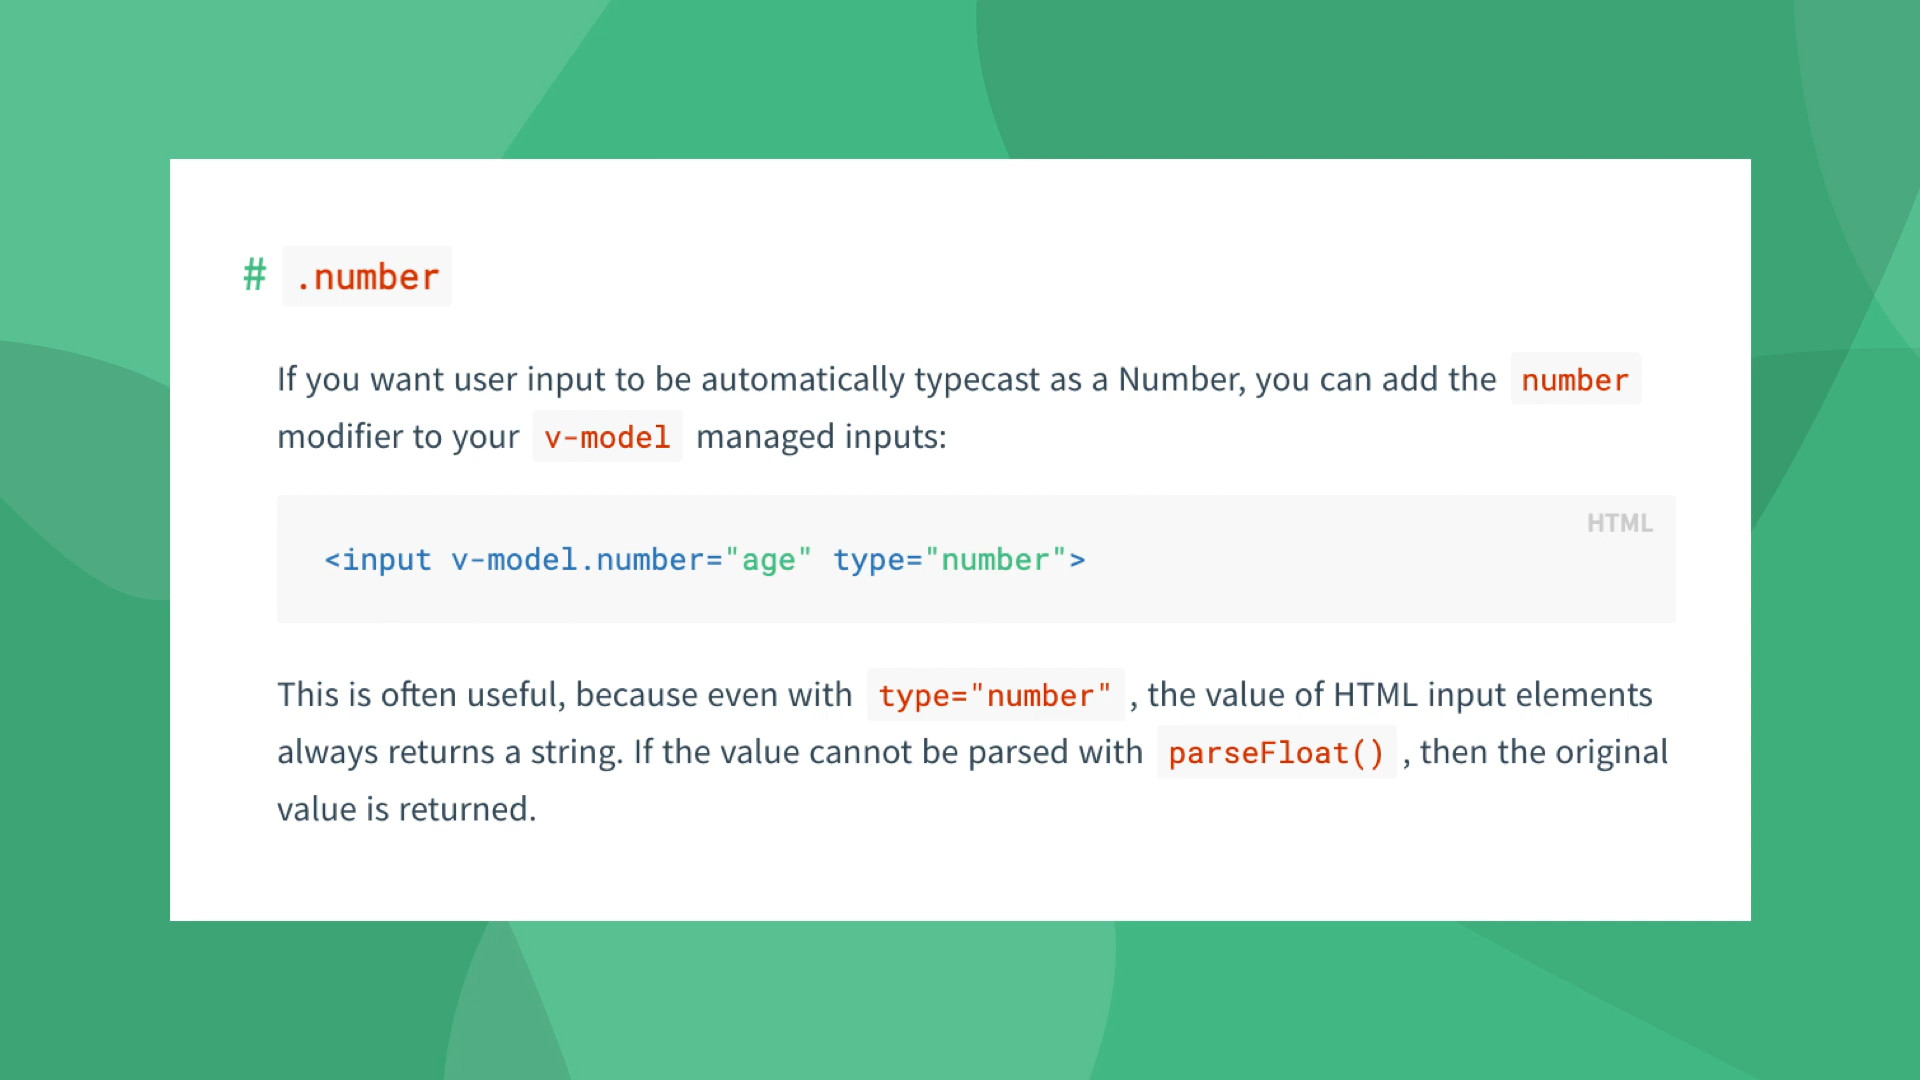 # .number
If you want user input to be automatically typecast as a Number, you can add the number
modifier to your v-model managed inputs:
HTML
<input v-model.number="age" type="number">
This is often useful, because even with type="number" , the value of HTML input elements
always returns a string. If the value cannot be parsed with parseFloat() , then the original
value is returned.